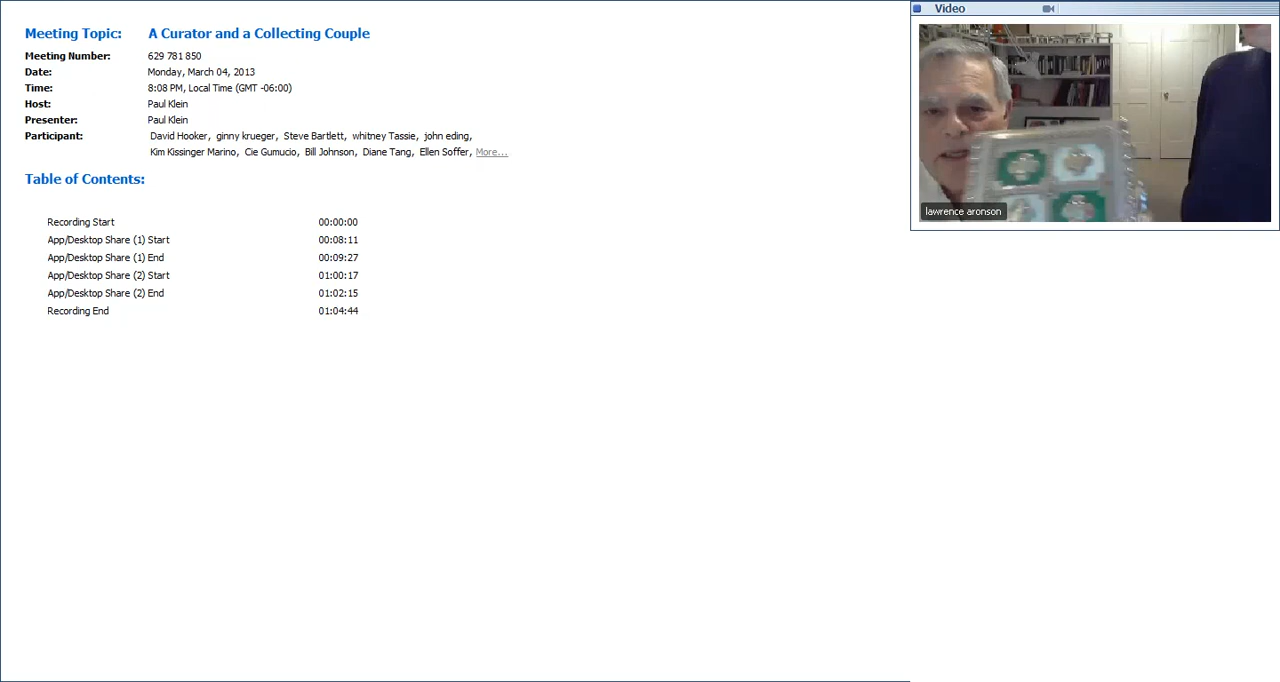 Meeting Topic: A Curator and a Collecting Couple
Meeting Number: 629 781 850
Date: Monday, March 04, 2013
Time: 8:08 PM, Local Time (GMT -06:00)
Host: Paul Klein
Presenter: Paul Klein
Participant: David Hooker, ginny krueger, Steve Bartlett, whitney Tassie, john eding,
Kim Kissinger Marino, Cie Gumucio, Bill Johnson, Diane Tang, Ellen Soffer, More...
Table of Contents:
Recording Start 00:00:00
App/Desktop Share (1) Start 00:08:11
App/Desktop Share (1) End 00:09:27
App/Desktop Share (2) Start 01:00:17
App/Desktop Share (2) End 01:02:15
Recording End 01:04:44
Video
lawrence aronson